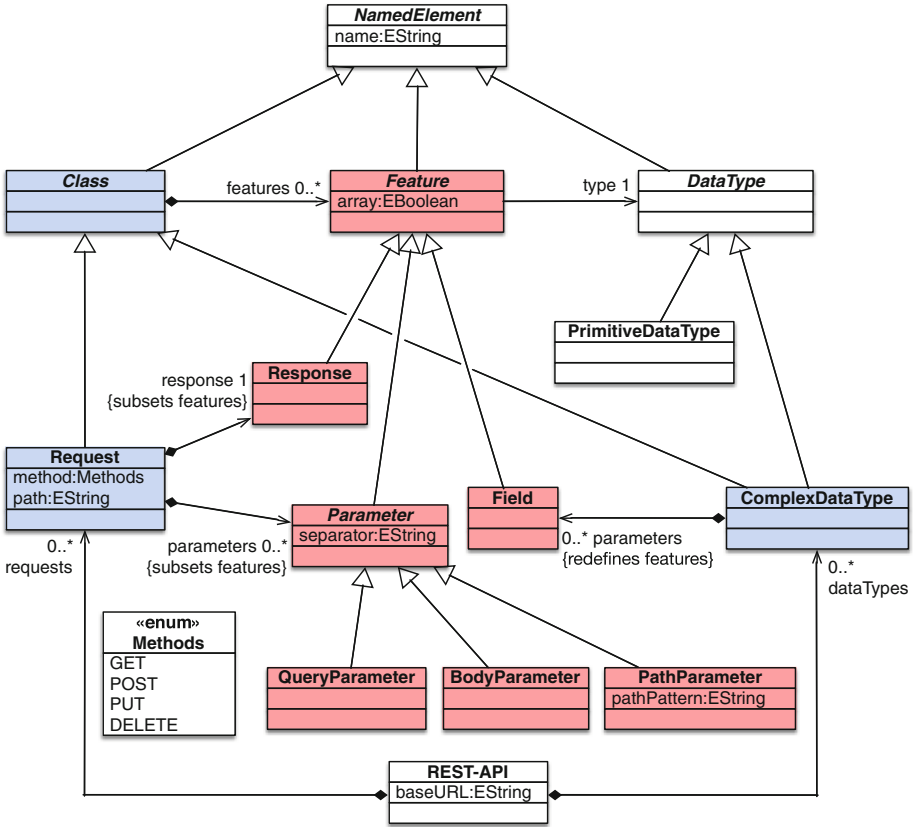 NamedElement
name:EString
Class
features 0..*
Feature
array:EBoolean
type 1
DataType
PrimitiveDataType
response 1
{subsets features}
Response
Request
method:Methods
path:EString
Parameter
separator:EString
parameters 0..*
{subsets features}
Field
0..* parameters
{redefines features}
ComplexDataType
0..*
requests
0..*
dataTypes
«enum»
Methods
GET
POST
PUT
DELETE
QueryParameter
BodyParameter
PathParameter
pathPattern:EString
REST-API
baseURL:EString